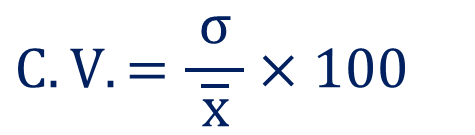 C. V. = σ / x̅ × 100